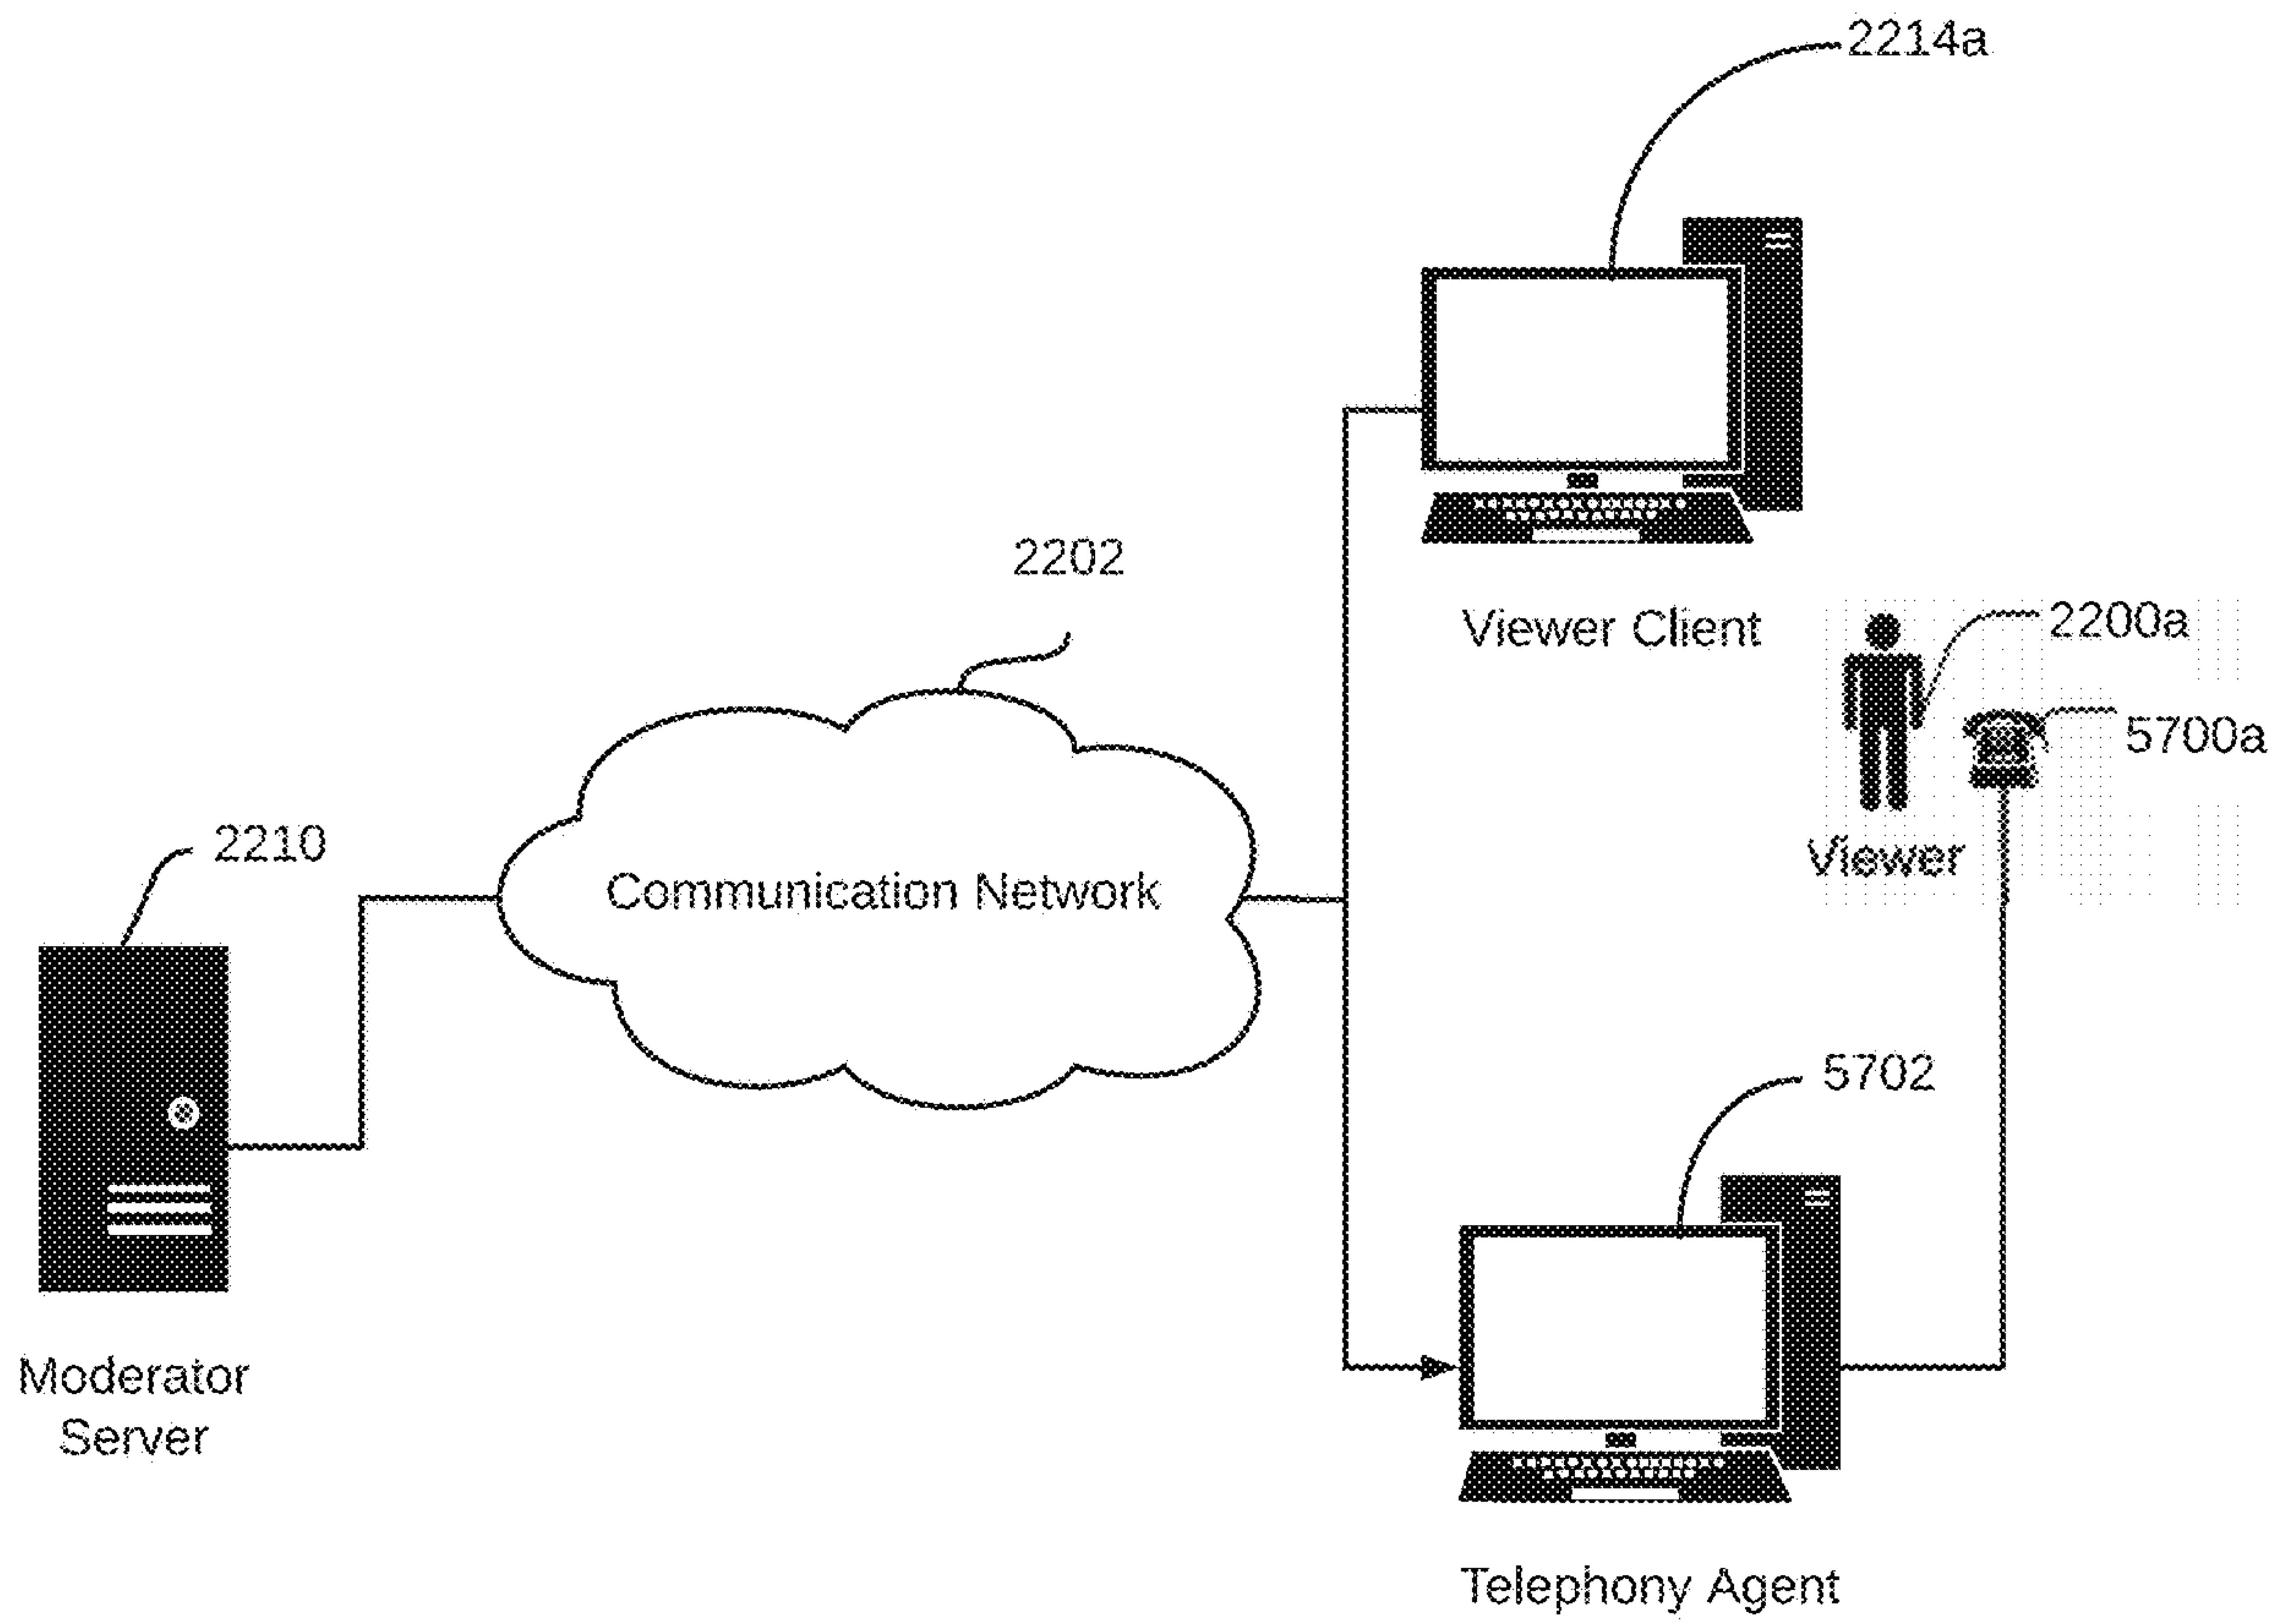 2214a
2202
Viewer Client
2200a
5700a
Viewer
2210
Communication Network
5702
Moderator
Server
Telephony Agent